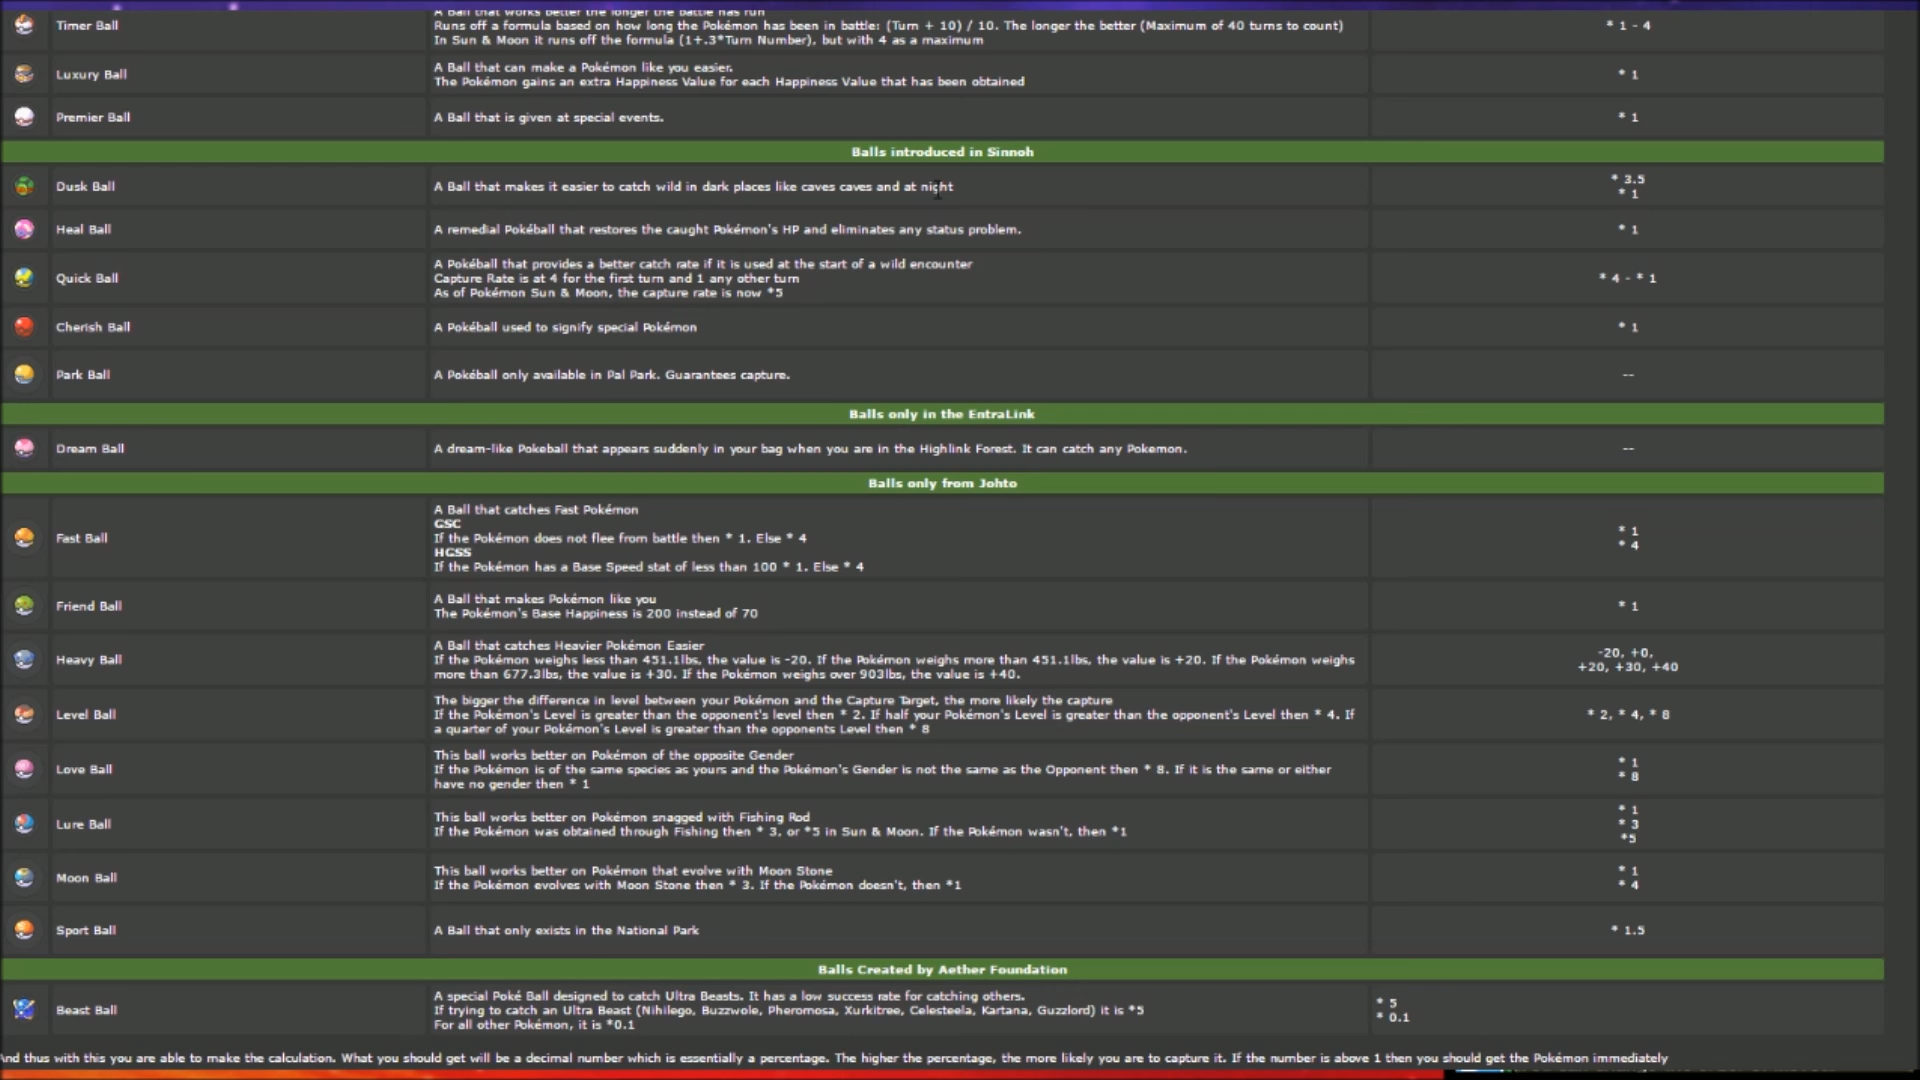 A Ball that works better the longer the battle has run
Timer Ball
Runs off a formula based on how long the Pokémon has been in battle: (Turn + 10) / 10. The longer the better (Maximum of 40 turns to count)
* 1 - 4
In Sun & Moon it runs off the formula (1+.3*Turn Number), but with 4 as a maximum
Luxury Ball
A Ball that can make a Pokémon like you easier.
The Pokémon gains an extra Happiness Value for each Happiness Value that has been obtained
* 1
Premier Ball
A Ball that is given at special events.
* 1
Balls introduced in Sinnoh
Dusk Ball
A Ball that makes it easier to catch wild in dark places like caves caves and at night
* 3.5
* 1
Heal Ball
A remedial Pokéball that restores the caught Pokémon's HP and eliminates any status problem.
* 1
Quick Ball
A Pokéball that provides a better catch rate if it is used at the start of a wild encounter
Capture Rate is at 4 for the first turn and 1 any other turn
As of Pokémon Sun & Moon, the capture rate is now *5
* 4 - * 1
Cherish Ball
A Pokéball used to signify special Pokémon
* 1
Park Ball
A Pokéball only available in Pal Park. Guarantees capture.
--
Balls only in the EntraLink
Dream Ball
A dream-like Pokeball that appears suddenly in your bag when you are in the Highlink Forest. It can catch any Pokemon.
--
Balls only from Johto
Fast Ball
A Ball that catches Fast Pokémon
GSC
If the Pokémon does not flee from battle then * 1. Else * 4
HGSS
If the Pokémon has a Base Speed stat of less than 100 * 1. Else * 4
* 1
* 4
Friend Ball
A Ball that makes Pokémon like you
The Pokémon's Base Happiness is 200 instead of 70
* 1
Heavy Ball
A Ball that catches Heavier Pokémon Easier
If the Pokémon weighs less than 451.1lbs, the value is -20. If the Pokémon weighs more than 451.1lbs, the value is +20. If the Pokémon weighs
more than 677.3lbs, the value is +30. If the Pokémon weighs over 903lbs, the value is +40.
-20, +0,
+20, +30, +40
Level Ball
The bigger the difference in level between your Pokémon and the Capture Target, the more likely the capture
If the Pokémon's Level is greater than the opponent's level then * 2. If half your Pokémon's Level is greater than the opponent's Level then * 4. If
a quarter of your Pokémon's Level is greater than the opponents Level then * 8
* 2, * 4, * 8
Love Ball
This ball works better on Pokémon of the opposite Gender
If the Pokémon is of the same species as yours and the Pokémon's Gender is not the same as the Opponent then * 8. If it is the same or either
have no gender then * 1
* 1
* 8
Lure Ball
This ball works better on Pokémon snagged with Fishing Rod
If the Pokémon was obtained through Fishing then * 3, or *5 in Sun & Moon. If the Pokémon wasn't, then *1
* 1
* 3
*5
Moon Ball
This ball works better on Pokémon that evolve with Moon Stone
If the Pokémon evolves with Moon Stone then * 3. If the Pokémon doesn't, then *1
* 1
* 4
Sport Ball
A Ball that only exists in the National Park
* 1.5
Balls Created by Aether Foundation
Beast Ball
A special Poké Ball designed to catch Ultra Beasts. It has a low success rate for catching others.
If trying to catch an Ultra Beast (Nihilego, Buzzwole, Pheromosa, Xurkitree, Celesteela, Kartana, Guzzlord) it is *5
For all other Pokémon, it is *0.1
* 5
* 0.1
And thus with this you are able to make the calculation. What you should get will be a decimal number which is essentially a percentage. The higher the percentage, the more likely you are to capture it. If the number is above 1 then you should get the Pokémon immediately